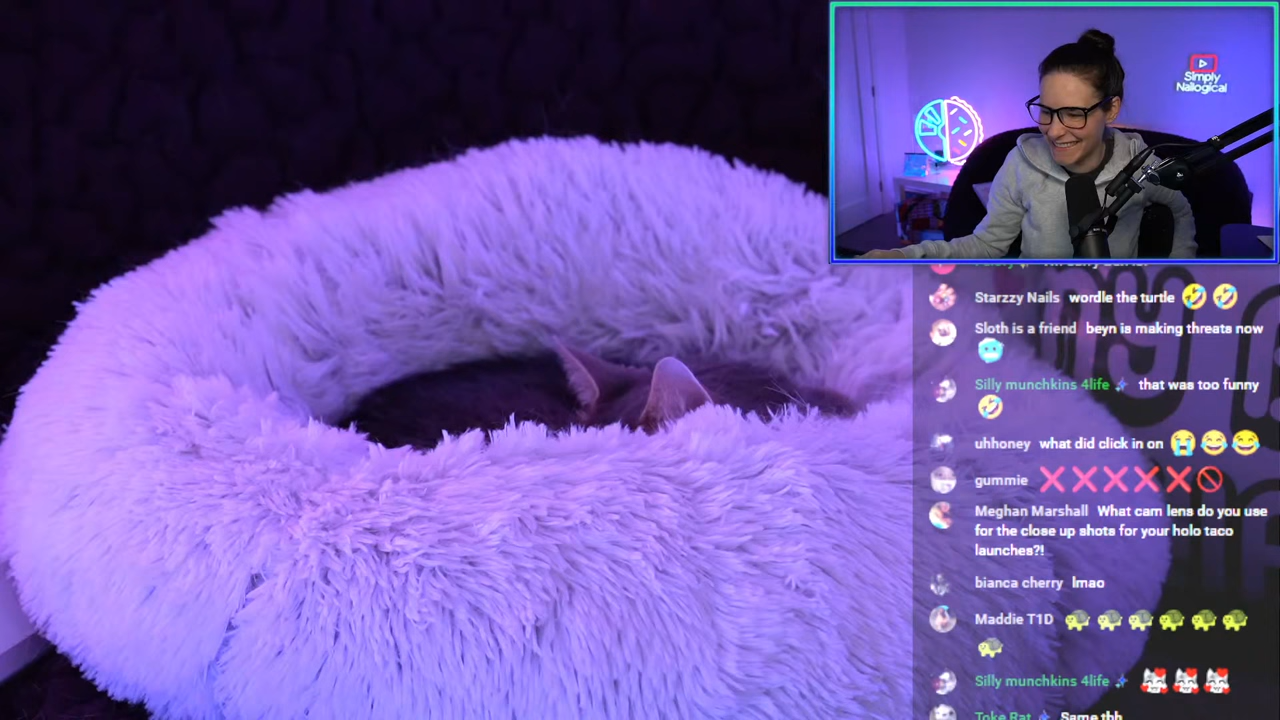 Simply
Nailogical
Starzzy Nails wordle the turtle
Sloth is a friend beyn is making threats now
Silly munchkins 4life that was too funny
uhhoney what did click in on
gummie
Meghan Marshall What cam lens do you use
for the close up shots for your holo taco
launches?!
bianca cherry lmao
Maddie T1D
Silly munchkins 4life
Toke Rat Same tbh